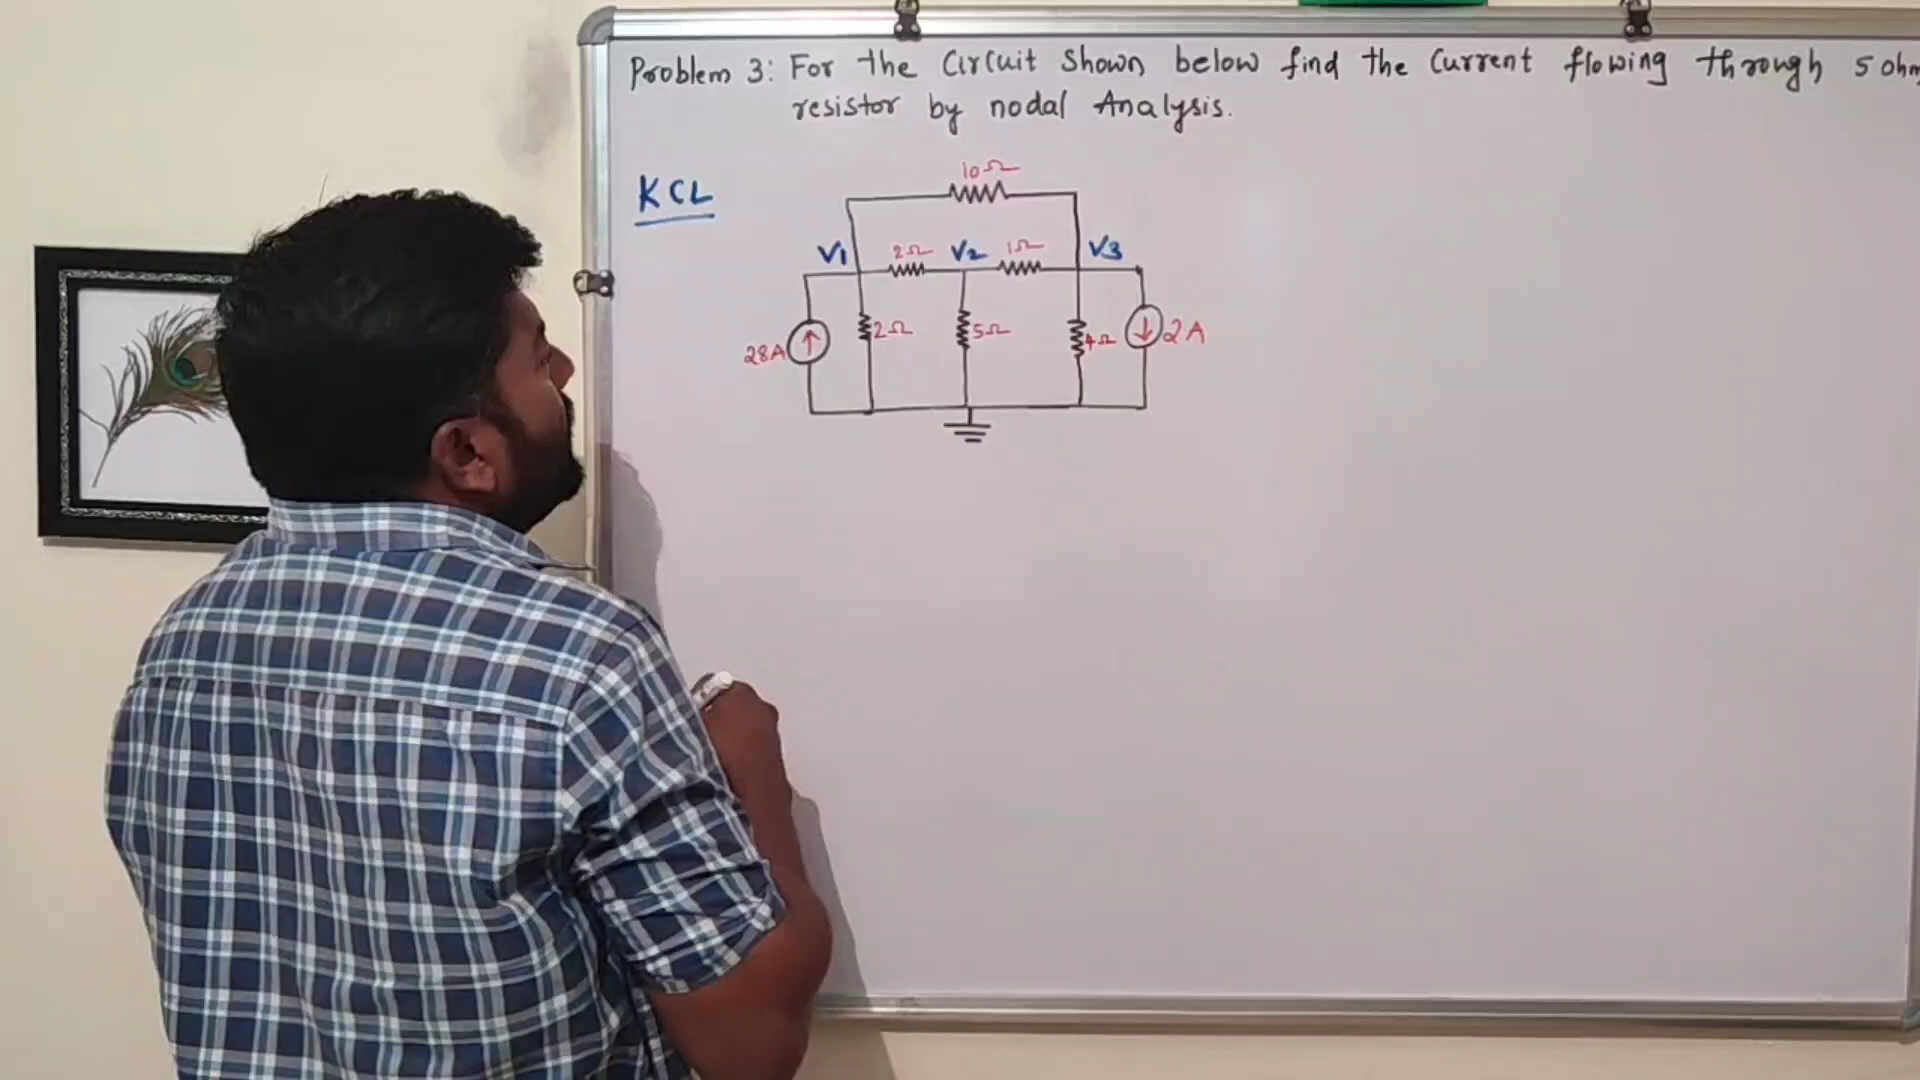 Problem 3: For the Circuit Shown below find the Current flowing through 5 ohm
resistor by nodal Analysis.
KCL
10Ω
V1 2Ω V2 1Ω V3
28A 2Ω 5Ω 4Ω 2A